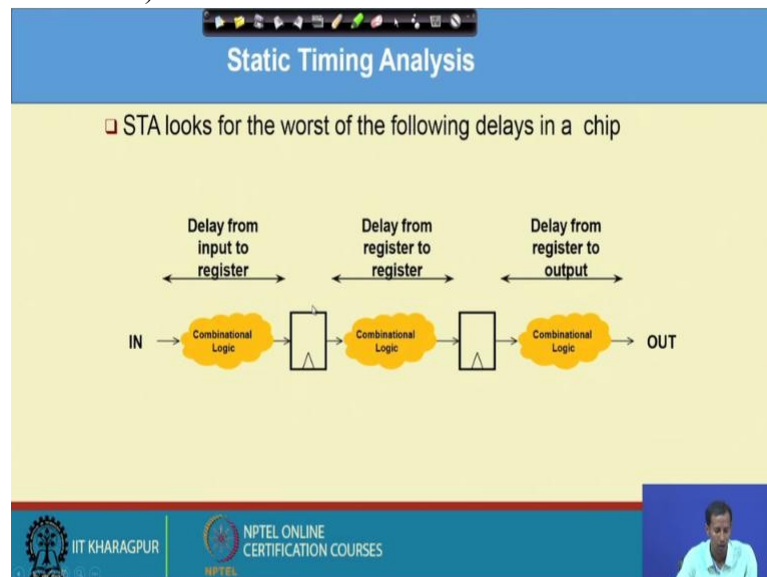 Static Timing Analysis
STA looks for the worst of the following delays in a chip
Delay from
input to
register
Delay from
register to
register
Delay from
register to
output
IN
Combinational
Logic
Combinational
Logic
Combinational
Logic
OUT
IIT KHARAGPUR
NPTEL
NPTEL ONLINE
CERTIFICATION COURSES